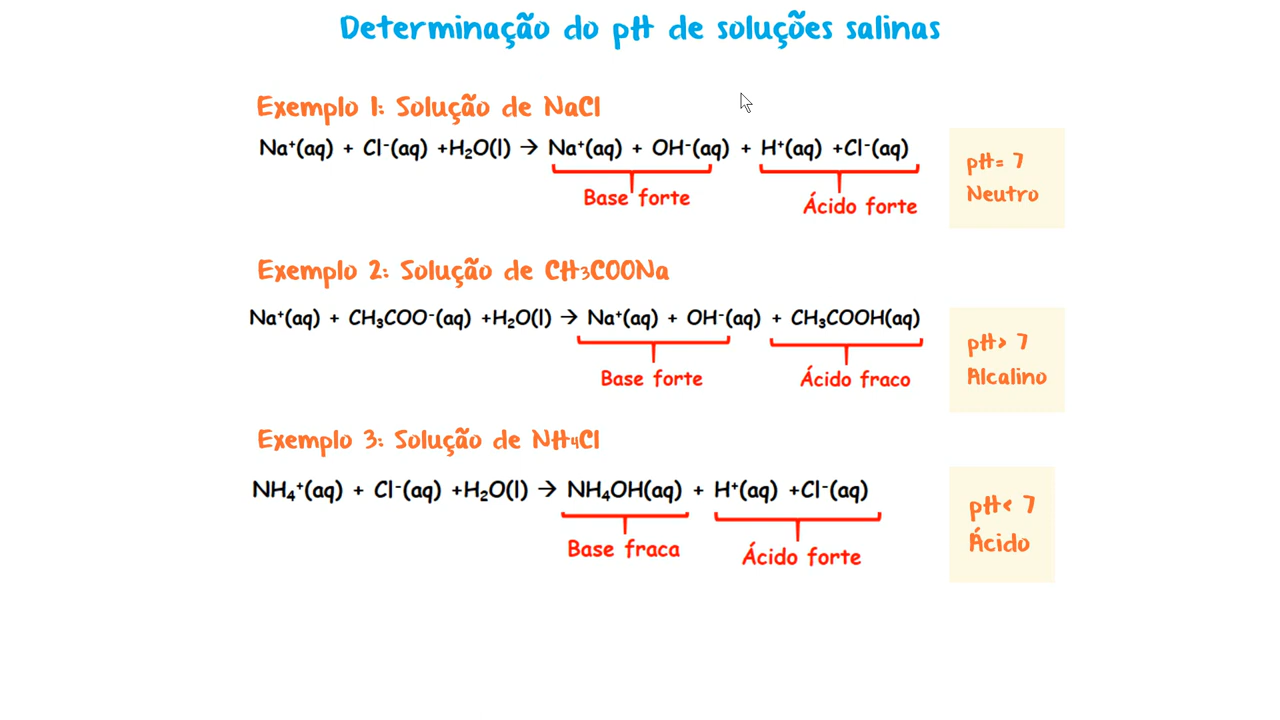 Determinação do pH de soluções salinas
Exemplo 1: Solução de NaCl
Na⁺(aq) + Cl⁻(aq) +H₂O(l) → Na⁺(aq) + OH⁻(aq) + H⁺(aq) +Cl⁻(aq)
Base forte
Ácido forte
pH= 7
Neutro
Exemplo 2: Solução de CH₃COONa
Na⁺(aq) + CH₃COO⁻(aq) +H₂O(l) → Na⁺(aq) + OH⁻(aq) + CH₃COOH(aq)
Base forte
Ácido fraco
pH> 7
Alcalino
Exemplo 3: Solução de NH₄Cl
NH₄⁺(aq) + Cl⁻(aq) +H₂O(l) → NH₄OH(aq) + H⁺(aq) +Cl⁻(aq)
Base fraca
Ácido forte
pH< 7
Ácido